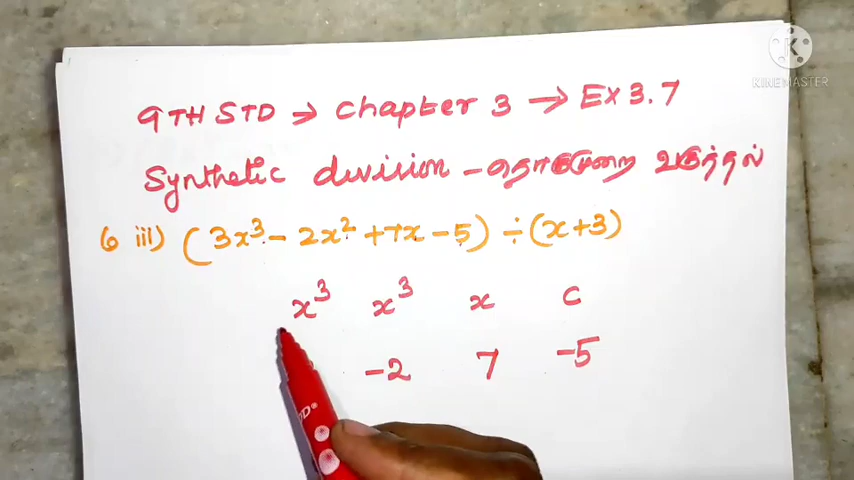 KINEMASTER
9TH STD → Chapter 3 → Ex 3.7
Synthetic division - தொகுமுறை வகுத்தல்
6 iii) (3x³ - 2x² + 7x - 5) ÷ (x + 3)
x³ x³ x c
-2 7 -5